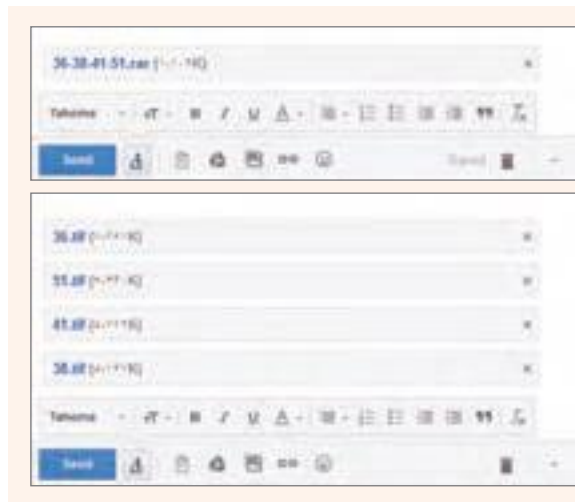 36-38-41-51.rar
Tahoma
Send Saved
36.tif
51.tif
41.tif
38.tif
Tahoma
Send